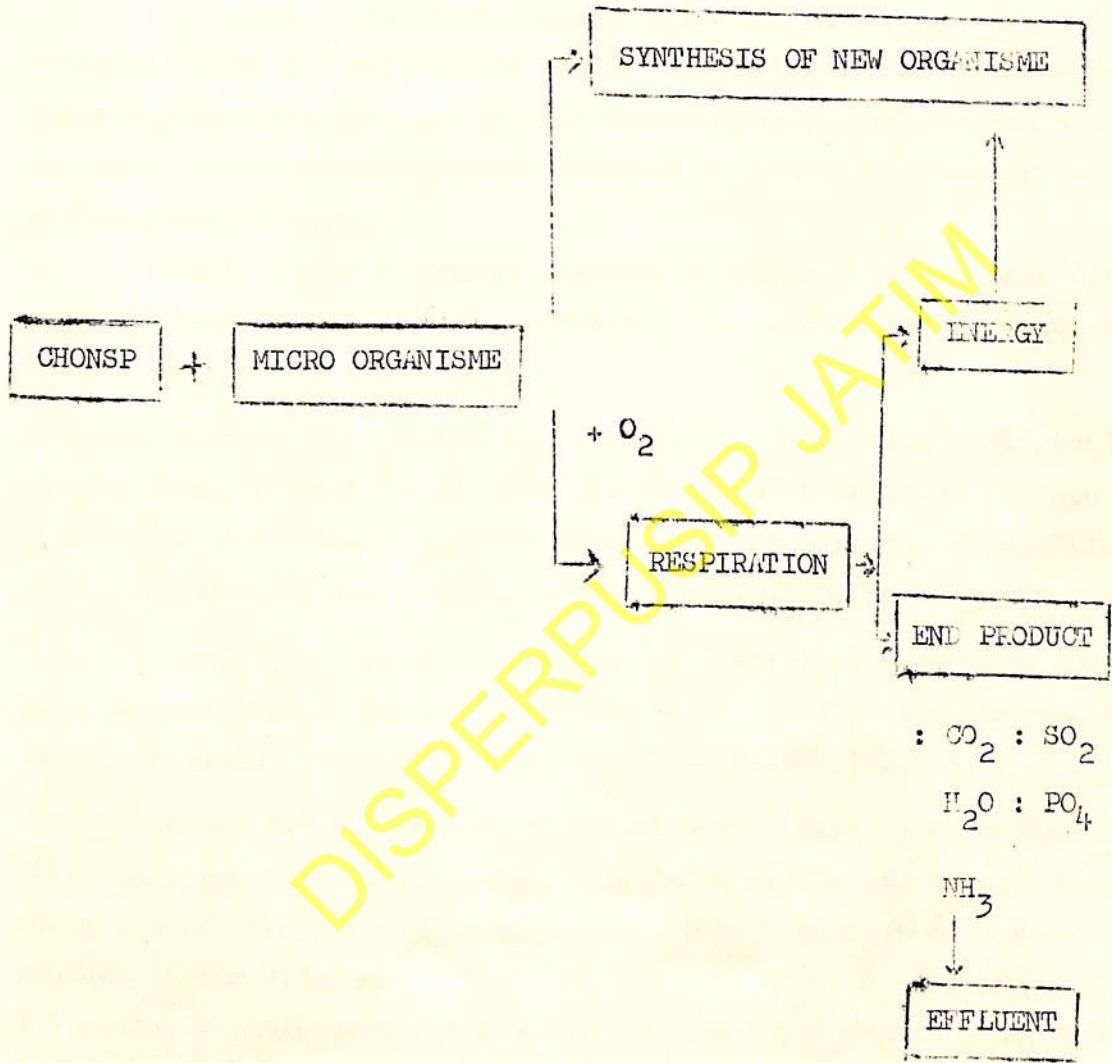 SYNTHESIS OF NEW ORGANISME
CHONSP + MICRO ORGANISME
ENERGY
+ O2
RESPIRATION
END PRODUCT
: CO2 : SO2
H2O : PO4
NH3
EFFLUENT
DISPERPUSIP JATIM